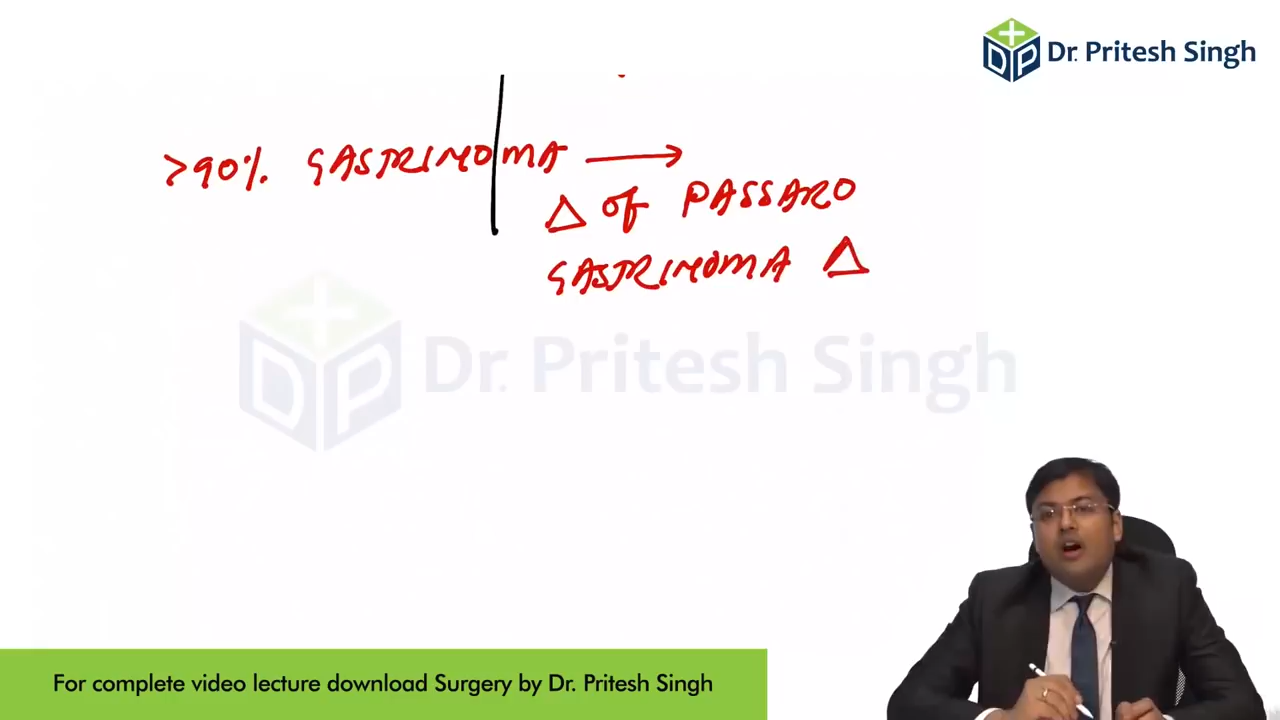 Dr. Pritesh Singh
>90% GASTRINOMA →
Δ of PASSARO
GASTRINOMA Δ
DP Dr. Pritesh Singh
For complete video lecture download Surgery by Dr. Pritesh Singh